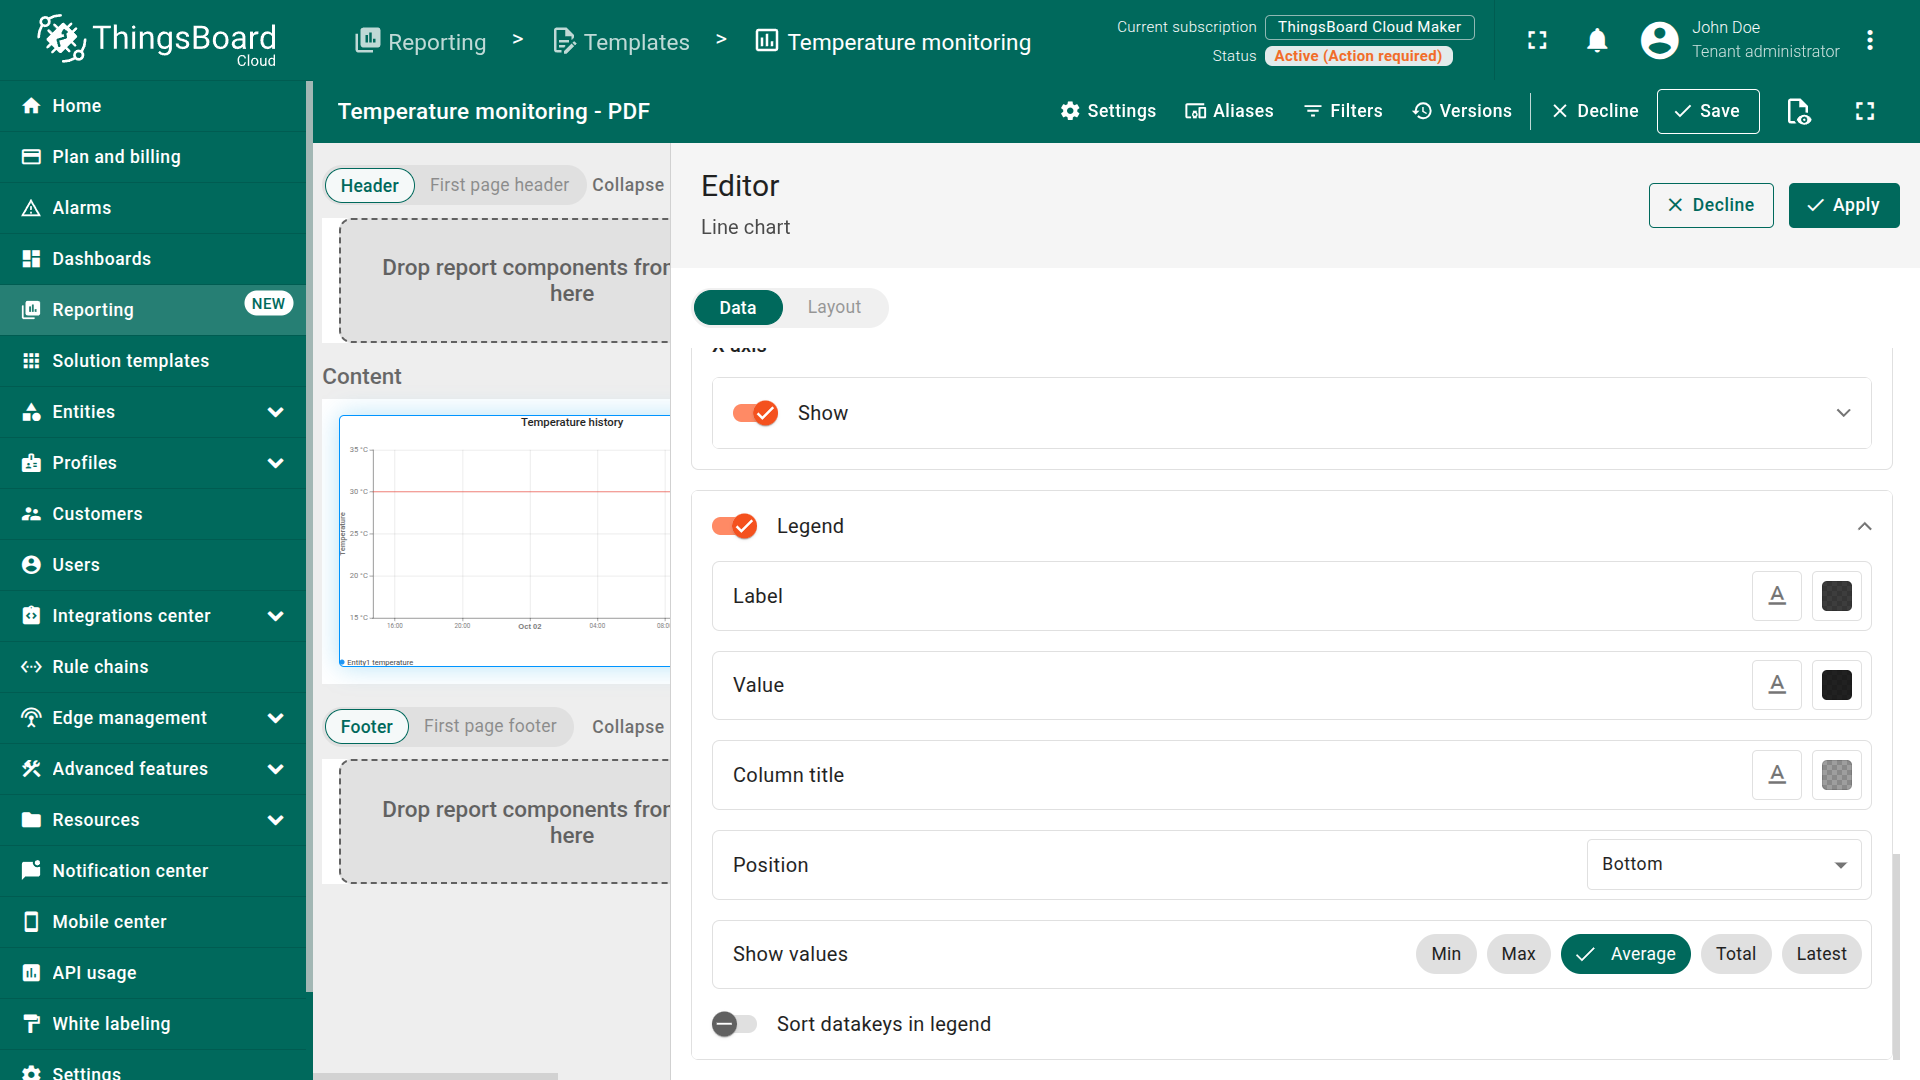 ThingsBoard
Cloud
Reporting > Templates > Temperature monitoring
Current subscription ThingsBoard Cloud Maker
Status Active (Action required)
John Doe
Tenant administrator
Home
Plan and billing
Alarms
Dashboards
Reporting NEW
Solution templates
Entities
Profiles
Customers
Users
Integrations center
Rule chains
Edge management
Advanced features
Resources
Notification center
Mobile center
API usage
White labeling
Settings
Temperature monitoring - PDF
Settings Aliases Filters Versions Decline Save
Header First page header Collapse
Drop report components from
here
Content
Temperature history
35 °C
30 °C
25 °C
20 °C
15 °C
Temperature
16:00 20:00 Oct 02 04:00 08:0
Entity1 temperature
Footer First page footer Collapse
Drop report components from
here
Editor
Line chart
Decline Apply
Data Layout
X axis
Show
Legend
Label
Value
Column title
Position Bottom
Show values Min Max Average Total Latest
Sort datakeys in legend